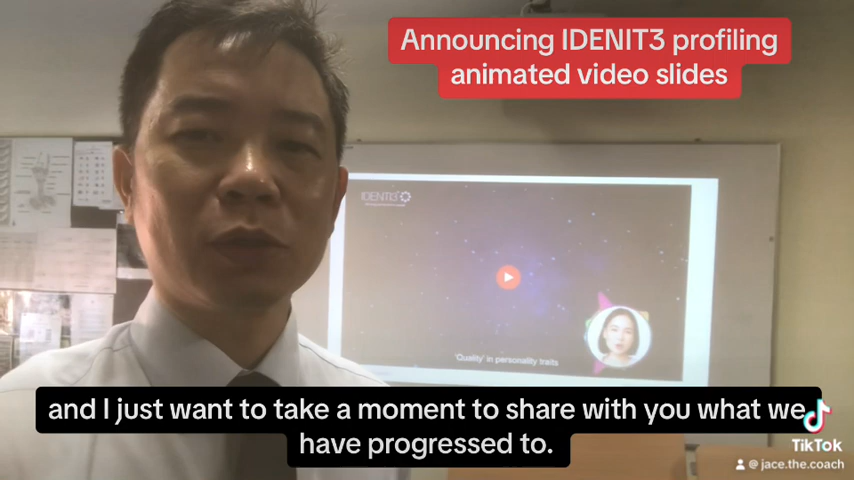 Announcing IDENIT3 profiling
animated video slides
IDENTI3
'Quality' in personality traits
and I just want to take a moment to share with you what we
have progressed to.
TikTok
@ jace.the.coach